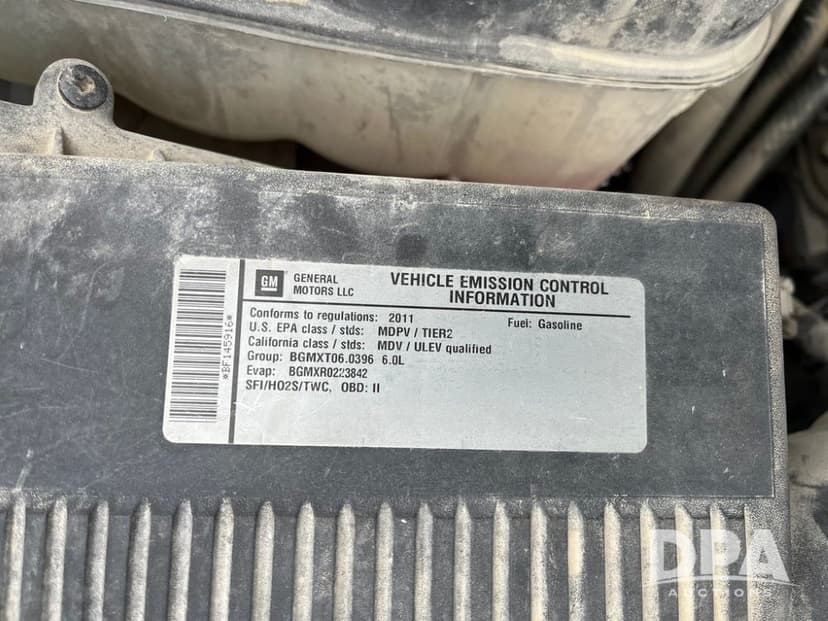 *BF145916*
GM GENERAL MOTORS LLC
VEHICLE EMISSION CONTROL
INFORMATION
Conforms to regulations: 2011 Fuel: Gasoline
U.S. EPA class / stds: MDPV / TIER2
California class / stds: MDV / ULEV qualified
Group: BGMXT06.0396 6.0L
Evap: BGMXR0223842
SFI/HO2S/TWC, OBD: II
DPA
AUCTIONS